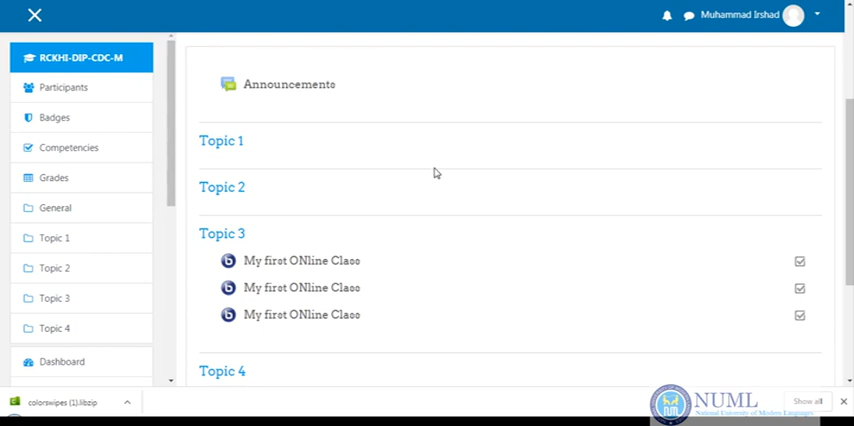 Muhammad Irshad
RCKHI-DIP-CDC-M
Participants
Badges
Competencies
Grades
General
Topic 1
Topic 2
Topic 3
Topic 4
Dashboard
Announcements
Topic 1
Topic 2
Topic 3
My first ONline Class
My first ONline Class
My first ONline Class
Topic 4
colorswipes (1).libzip
Show all
NUML
National University of Modern Languages